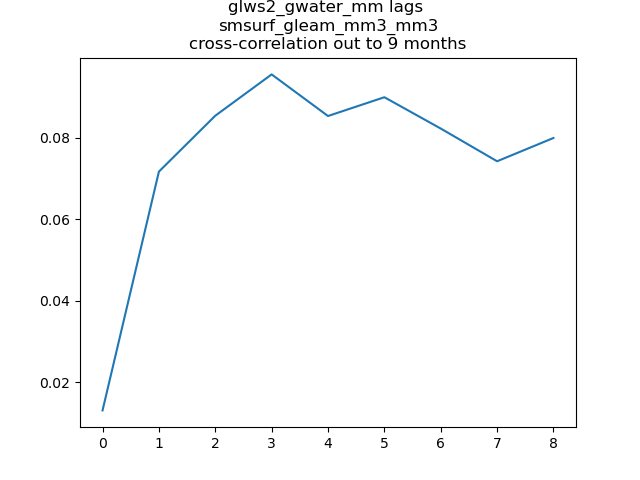 glws2_gwater_mm lags
smsurf_gleam_mm3_mm3
cross-correlation out to 9 months
0.08
0.06
0.04
0.02
0 1 2 3 4 5 6 7 8